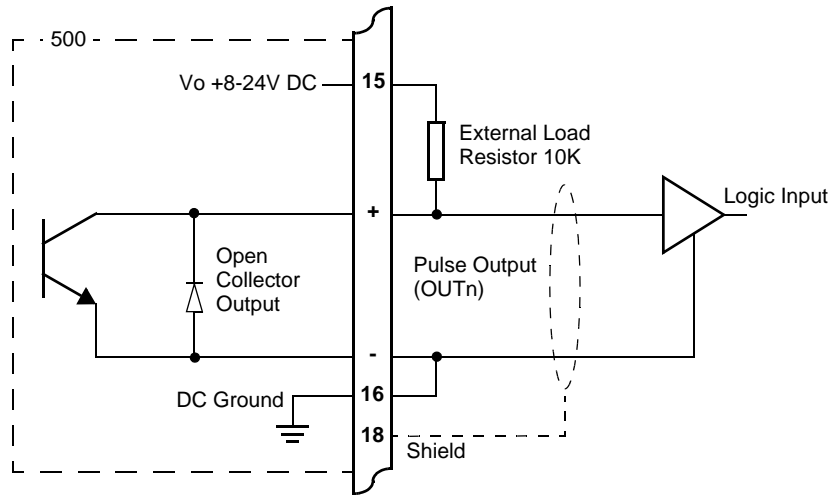 500
Vo +8-24V DC
15
External Load
Resistor 10K
+
Logic Input
Open
Collector
Output
Pulse Output
(OUTn)
-
DC Ground
16
18
Shield